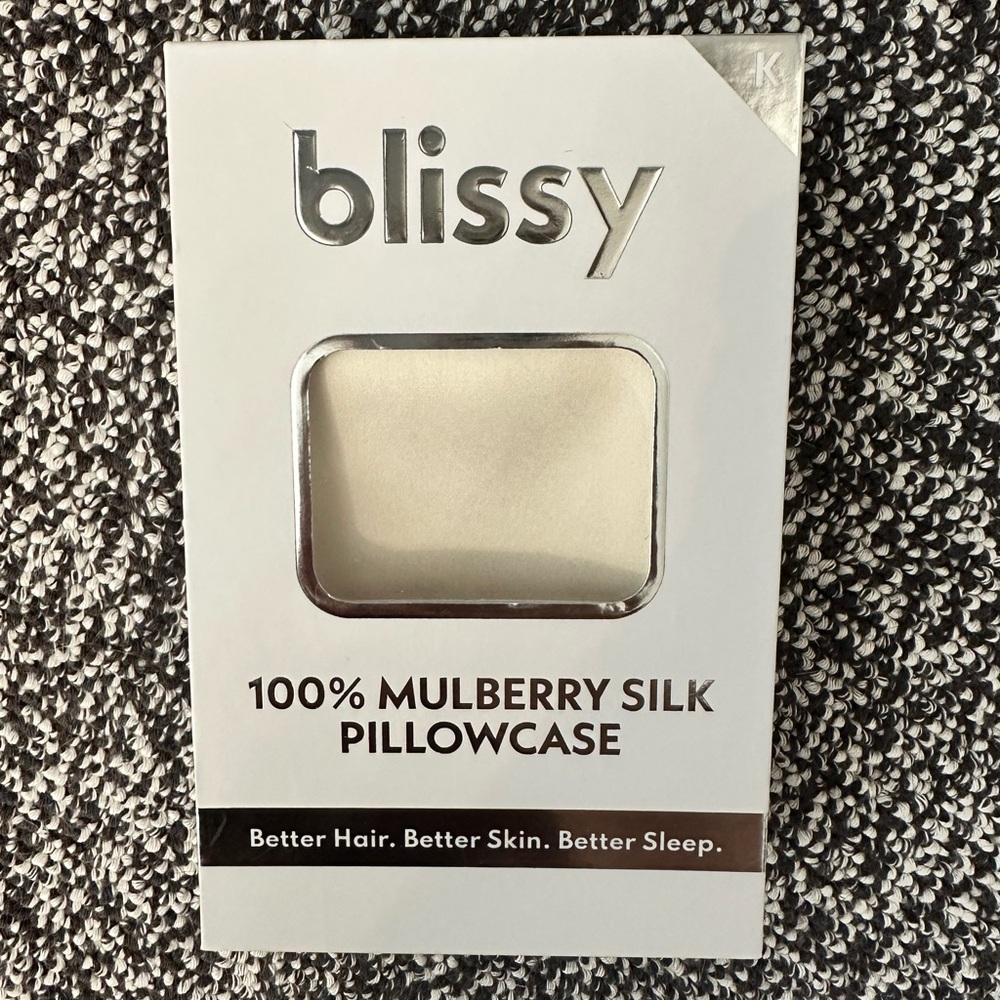 K
blissy
100% MULBERRY SILK
PILLOWCASE
Better Hair. Better Skin. Better Sleep.